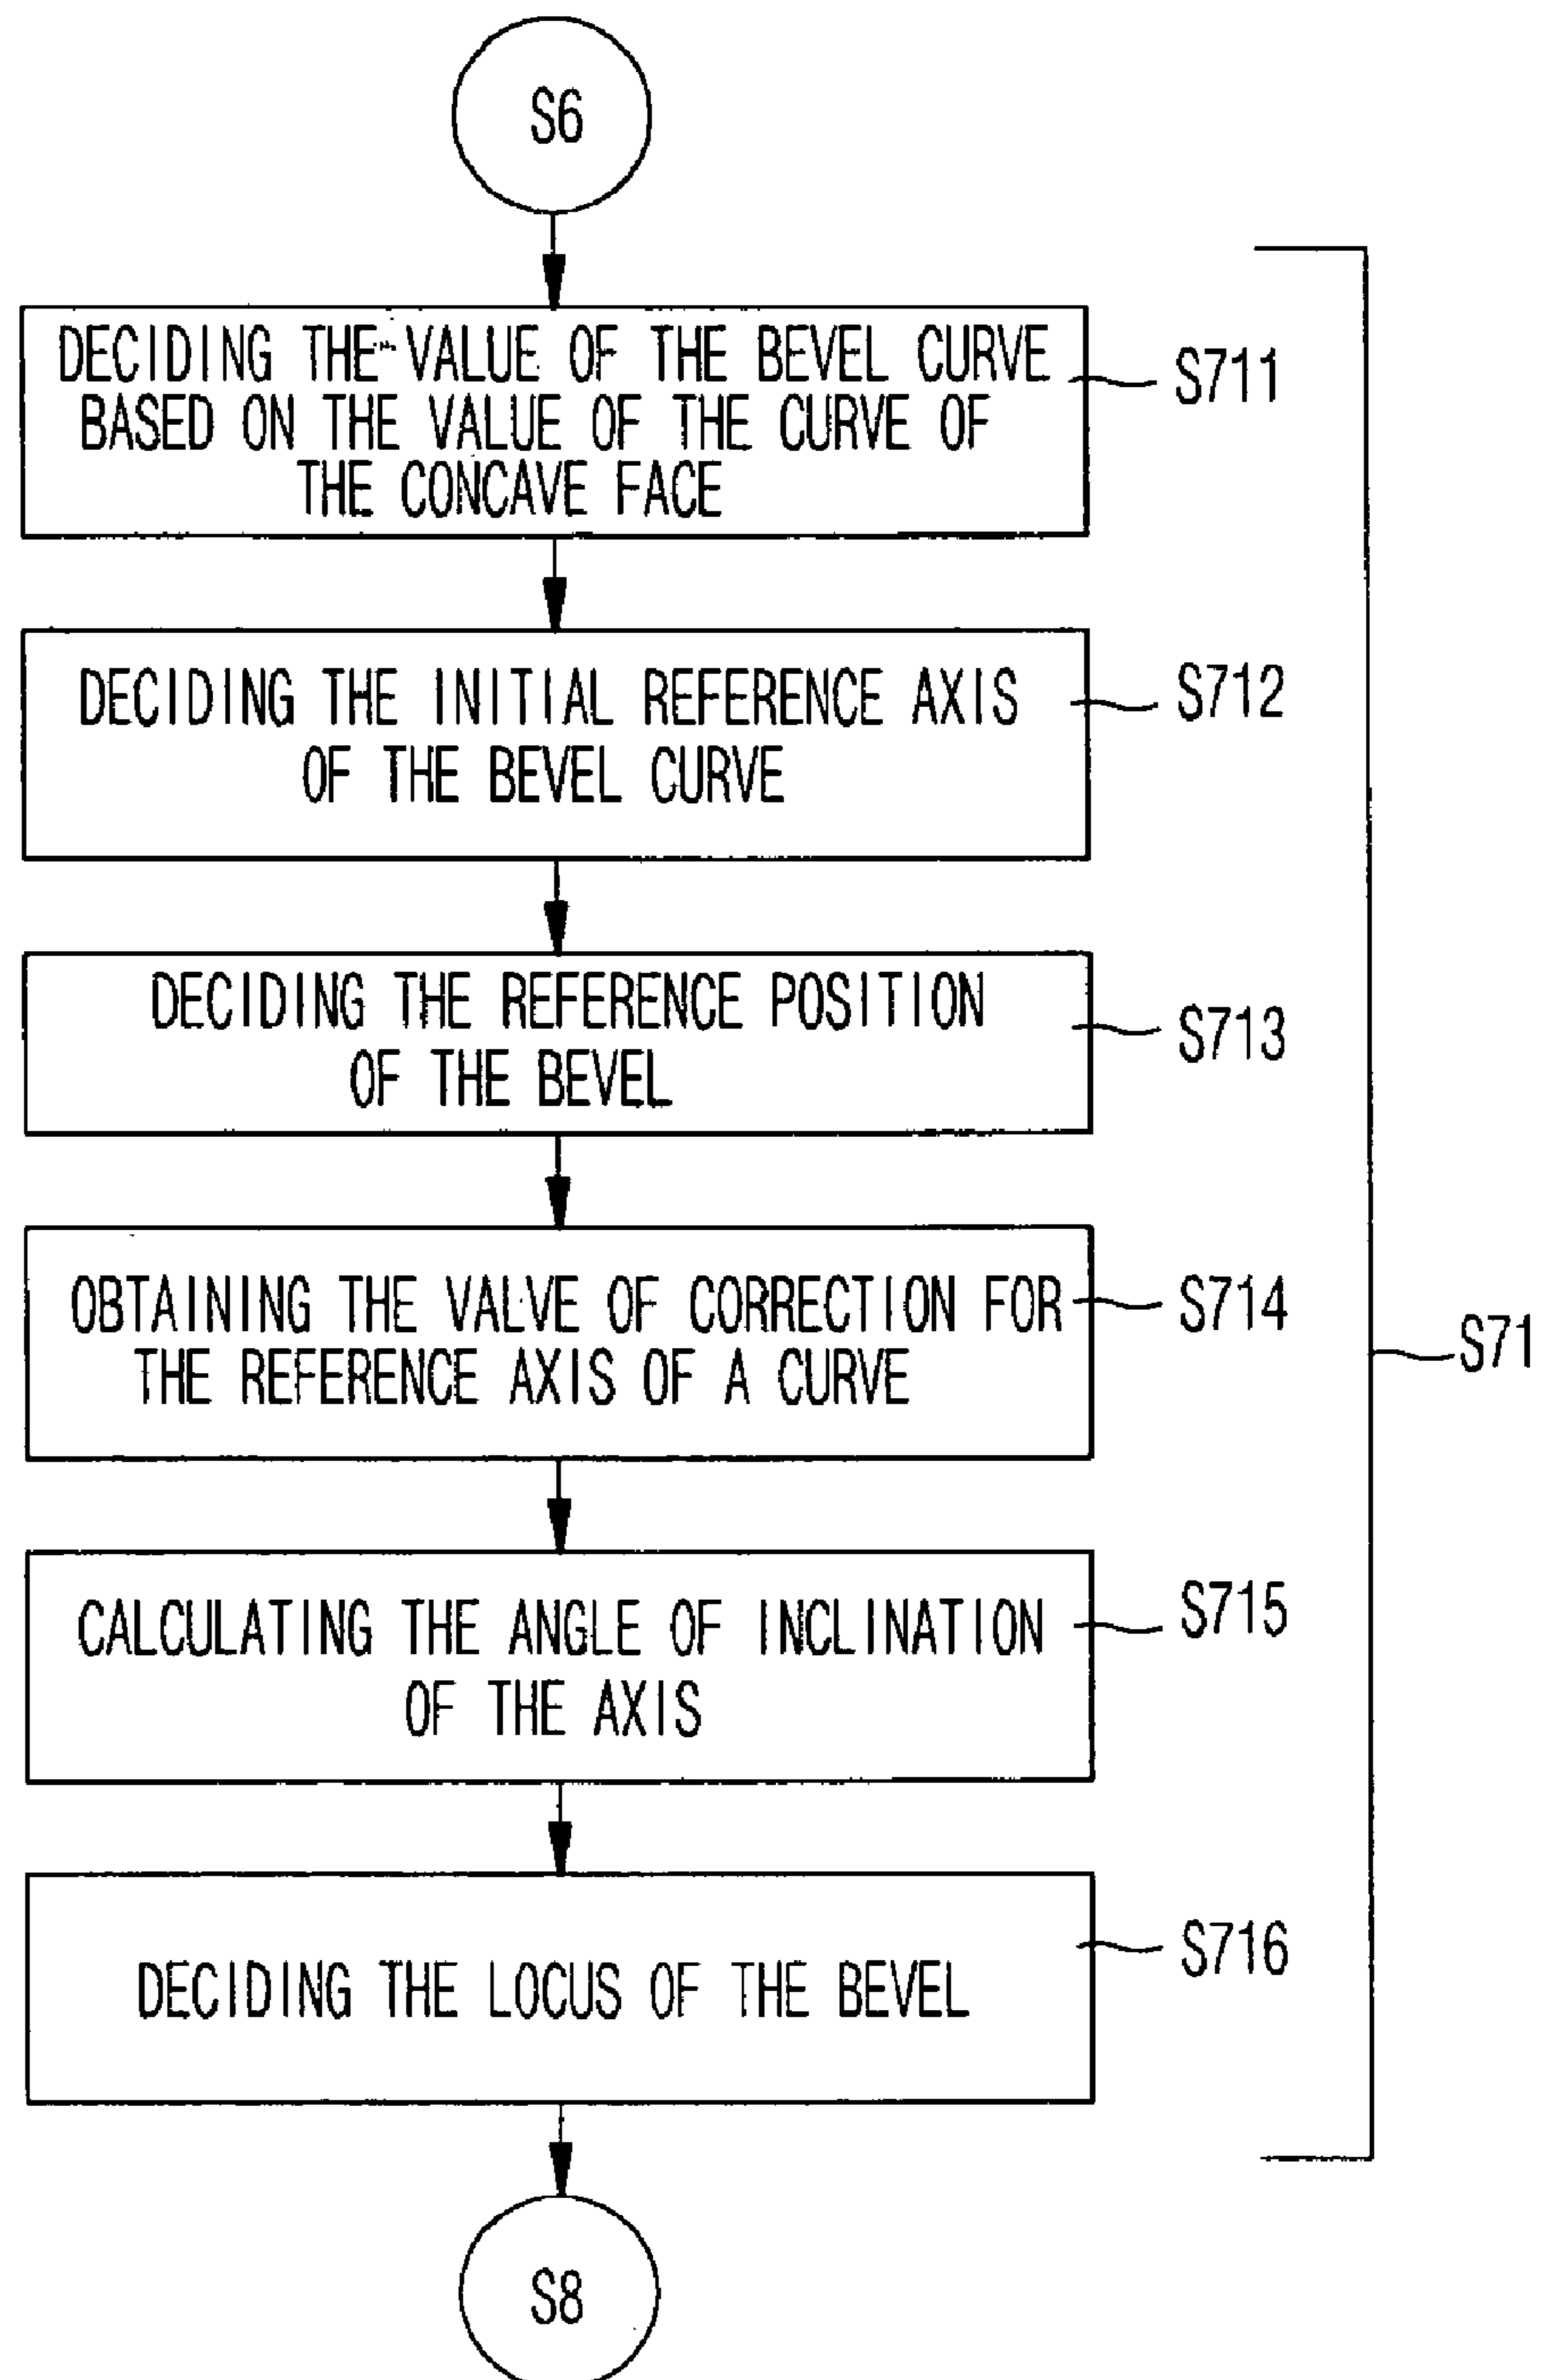 S6
DECIDING THE VALUE OF THE BEVEL CURVE
BASED ON THE VALUE OF THE CURVE OF
THE CONCAVE FACE
S711
DECIDING THE INITIAL REFERENCE AXIS
OF THE BEVEL CURVE
S712
DECIDING THE REFERENCE POSITION
OF THE BEVEL
S713
OBTAINING THE VALVE OF CORRECTION FOR
THE REFERENCE AXIS OF A CURVE
S714
S71
CALCULATING THE ANGLE OF INCLINATION
OF THE AXIS
S715
DECIDING THE LOCUS OF THE BEVEL
S716
S8